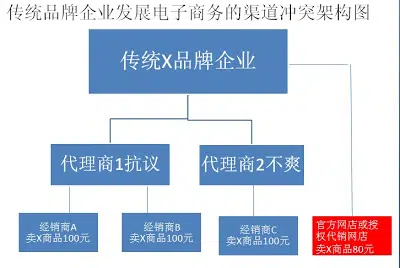 传统品牌企业发展电子商务的渠道冲突架构图
传统X品牌企业
代理商1抗议
代理商2不爽
经销商A
卖X商品100元
经销商B
卖X商品100元
经销商C
卖X商品100元
官方网店或授
权代销网店
卖X商品80元